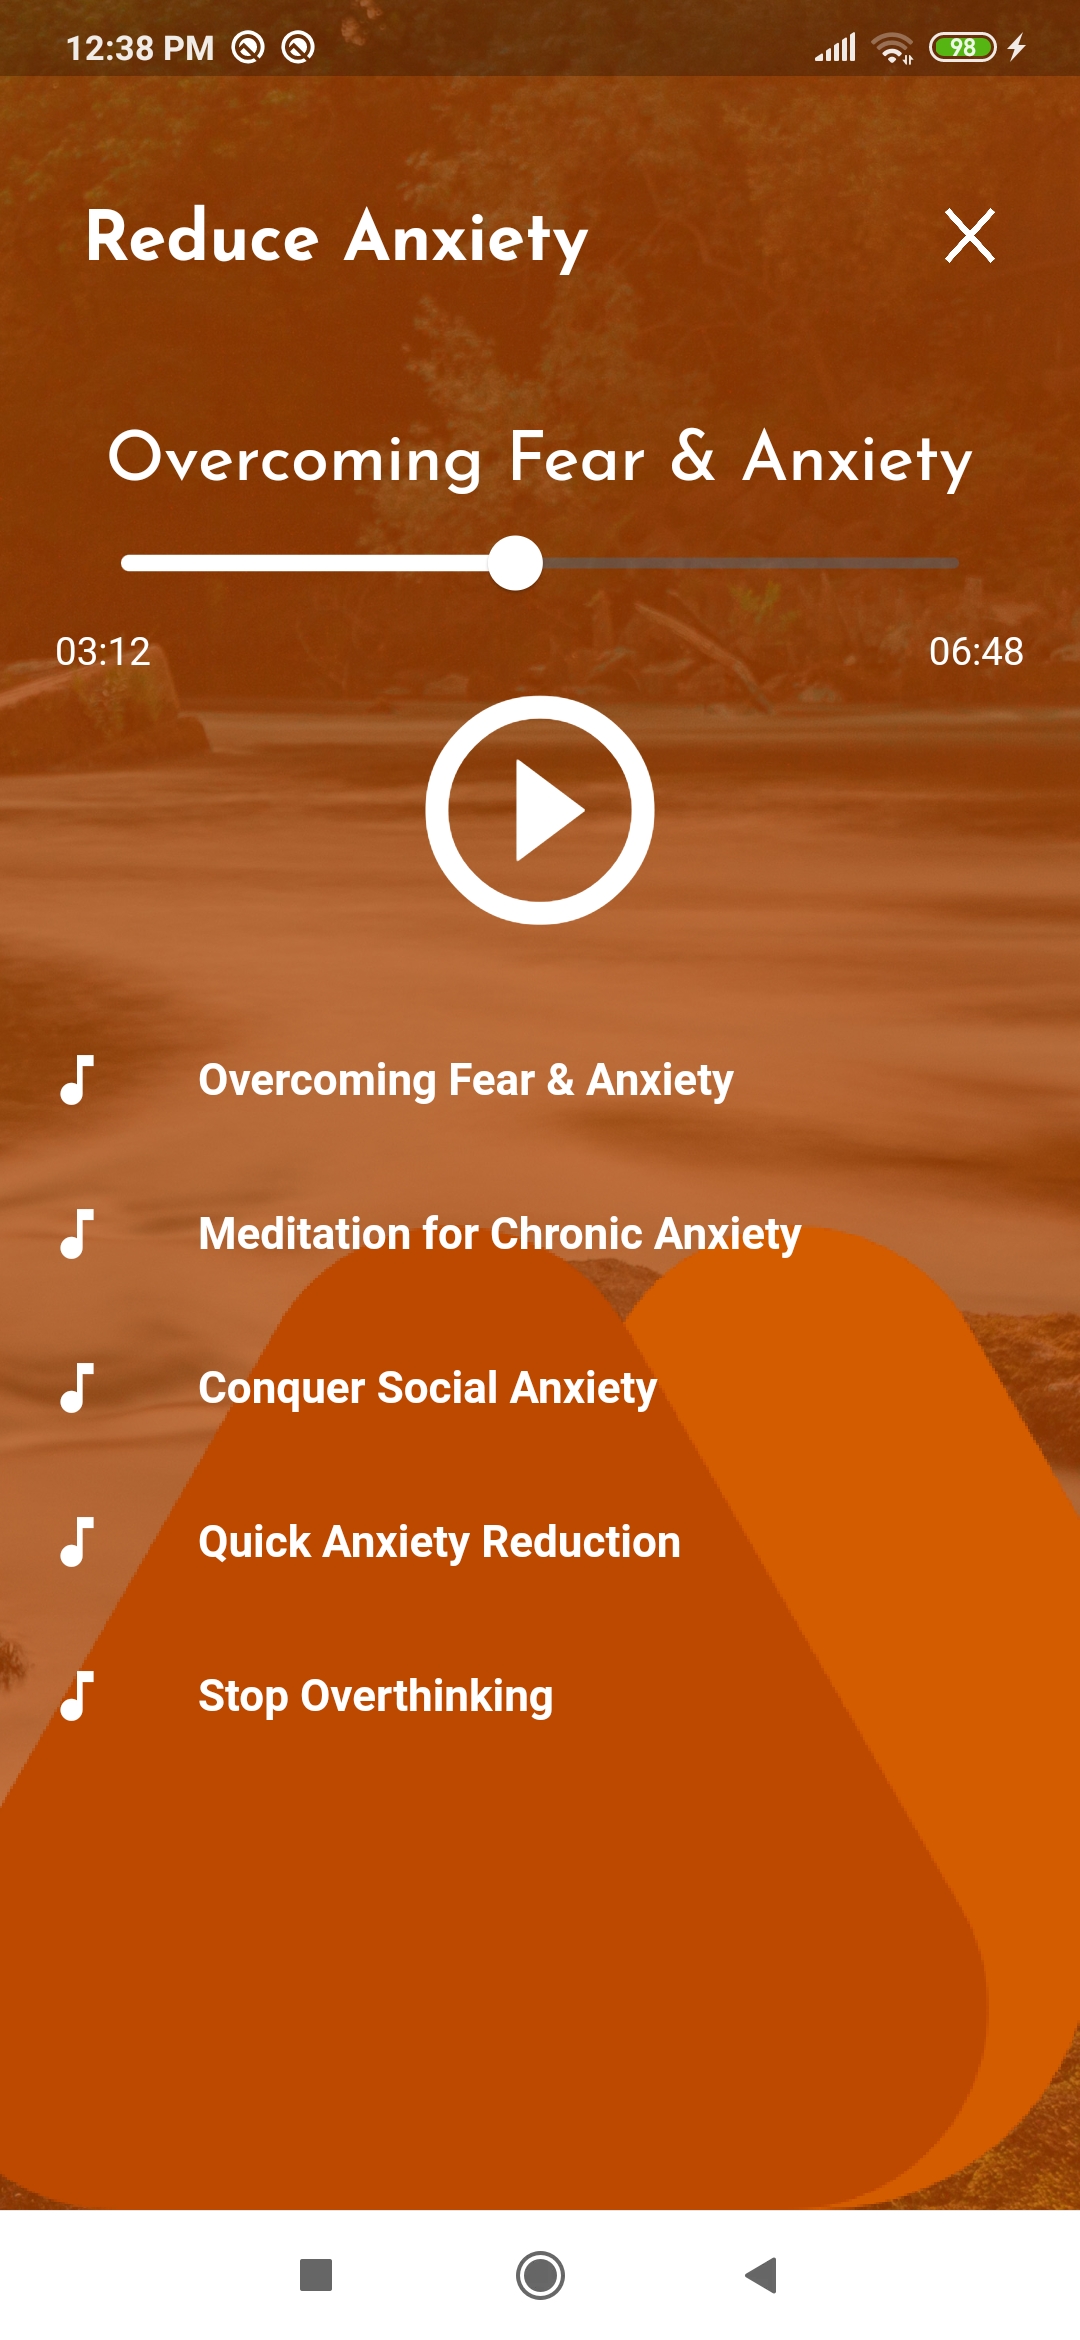 12:38 PM
98
Reduce Anxiety
Overcoming Fear & Anxiety
03:12
06:48
Overcoming Fear & Anxiety
Meditation for Chronic Anxiety
Conquer Social Anxiety
Quick Anxiety Reduction
Stop Overthinking